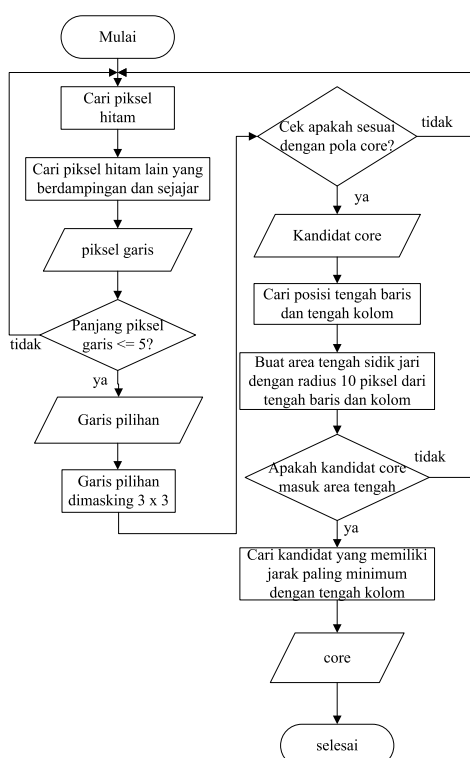 Mulai
Cari piksel
hitam
Cari piksel hitam lain yang
berdampingan dan sejajar
piksel garis
Panjang piksel
garis <= 5?
tidak
ya
Garis pilihan
Garis pilihan
dimasking 3 x 3
Cek apakah sesuai
dengan pola core?
tidak
ya
Kandidat core
Cari posisi tengah baris
dan tengah kolom
Buat area tengah sidik jari
dengan radius 10 piksel dari
tengah baris dan kolom
Apakah kandidat core
masuk area tengah
tidak
ya
Cari kandidat yang memiliki
jarak paling minimum
dengan tengah kolom
core
selesai